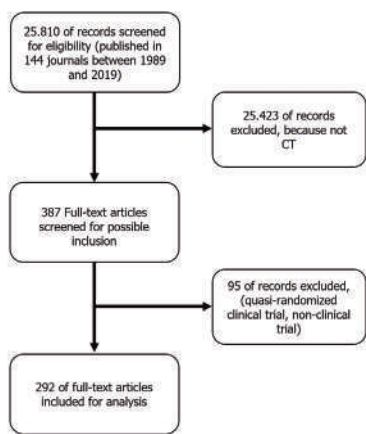 25.810 of records screened
for eligibility (published in
144 journals between 1989
and 2019)
25.423 of records
excluded, because not
CT
387 Full-text articles
screened for possible
inclusion
95 of records excluded,
(quasi-randomized
clinical trial, non-clinical
trial)
292 of full-text articles
included for analysis